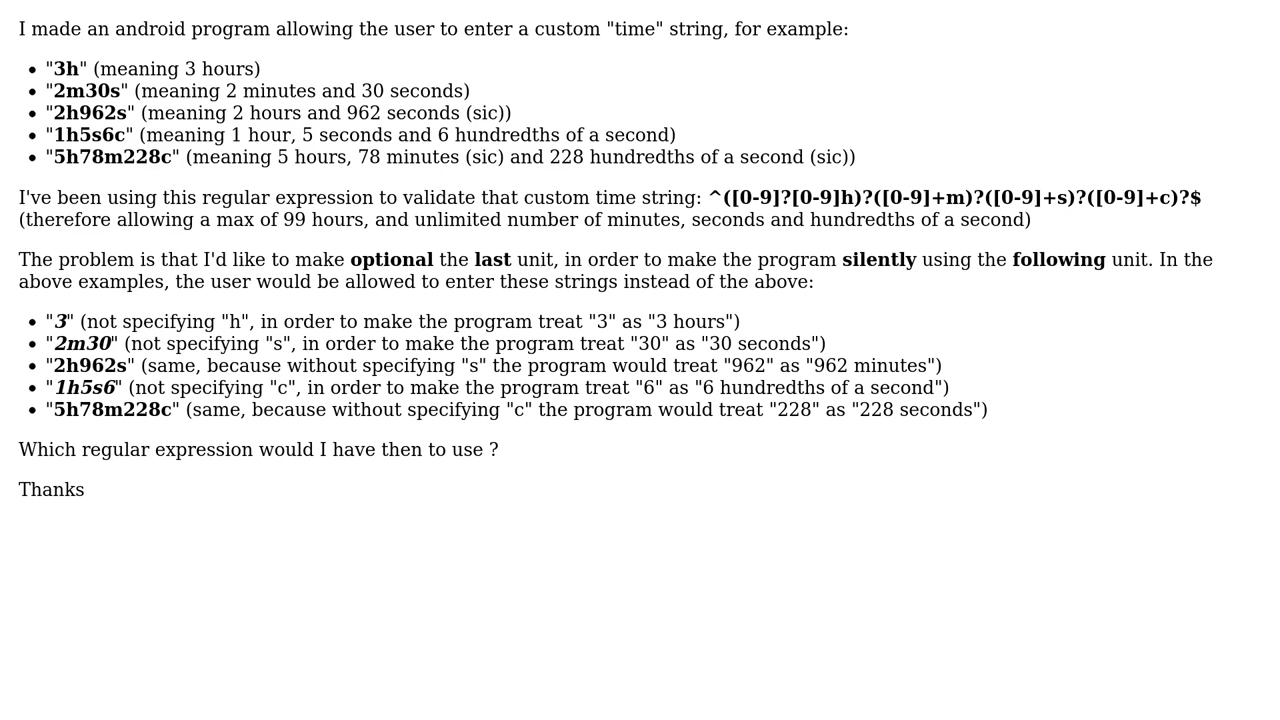 I made an android program allowing the user to enter a custom "time" string, for example:
• "3h" (meaning 3 hours)
• "2m30s" (meaning 2 minutes and 30 seconds)
• "2h962s" (meaning 2 hours and 962 seconds (sic))
• "1h5s6c" (meaning 1 hour, 5 seconds and 6 hundredths of a second)
• "5h78m228c" (meaning 5 hours, 78 minutes (sic) and 228 hundredths of a second (sic))
I've been using this regular expression to validate that custom time string: ^([0-9]?[0-9]h)?([0-9]+m)?([0-9]+s)?([0-9]+c)?$
(therefore allowing a max of 99 hours, and unlimited number of minutes, seconds and hundredths of a second)
The problem is that I'd like to make optional the last unit, in order to make the program silently using the following unit. In the
above examples, the user would be allowed to enter these strings instead of the above:
• "3" (not specifying "h", in order to make the program treat "3" as "3 hours")
• "2m30" (not specifying "s", in order to make the program treat "30" as "30 seconds")
• "2h962s" (same, because without specifying "s" the program would treat "962" as "962 minutes")
• "1h5s6" (not specifying "c", in order to make the program treat "6" as "6 hundredths of a second")
• "5h78m228c" (same, because without specifying "c" the program would treat "228" as "228 seconds")
Which regular expression would I have then to use ?
Thanks